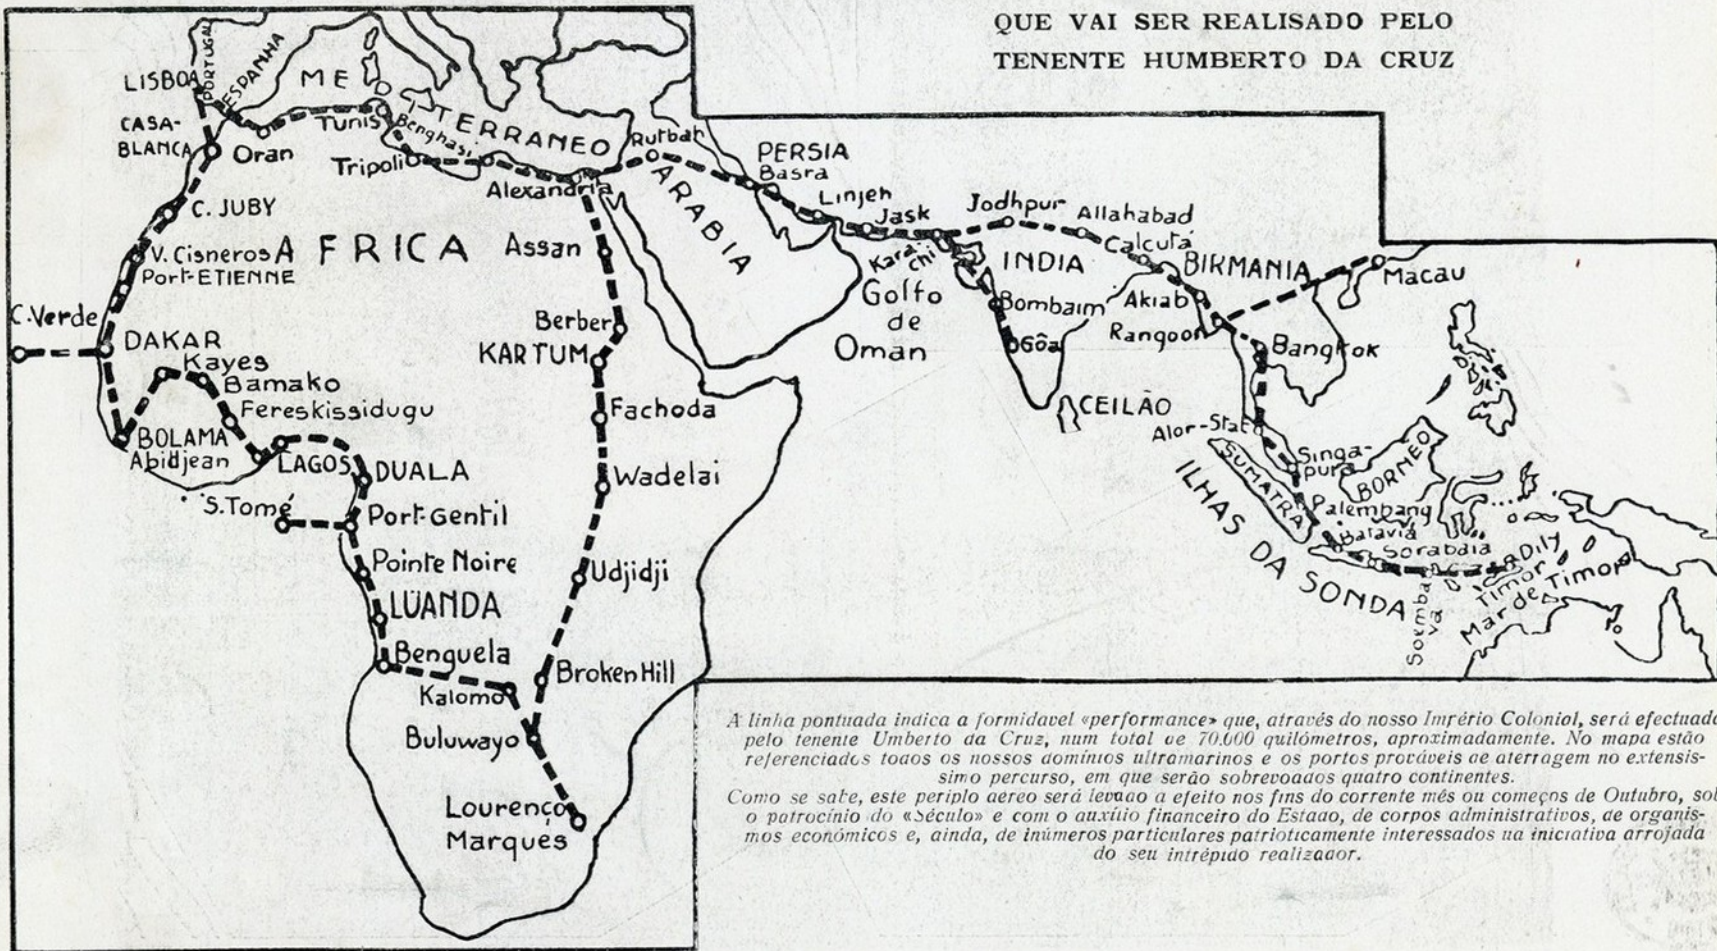 QUE VAI SER REALISADO PELO
TENENTE HUMBERTO DA CRUZ
PORTUGAL
ESPANHA
LISBOA
CASA-
BLANCA
Oran
MEDITERRANEO
Tunis
Benghasi
Tripoli
Alexandria
Rutbah
ARABIA
PERSIA
Basra
Linjeh
Jask
Kara-
chi
Jodhpur
Allahabad
Calcutá
INDIA
BIRMANIA
Macau
Golfo
de
Oman
Bombaim
Gôa
Akiab
Rangoon
Bangkok
CEILÃO
Alor-Stato
Singa-
pura
SUMATRA
BORNEO
Palembang
Batavia
Sorabaia
Soemba
va
Dily
Timor
Mar de Timor
ILHAS DA SONDA
C. JUBY
V. Cisneros
Port-ETIENNE
AFRICA
Assan
C.Verde
DAKAR
Kayes
Bamako
Fereskissidugu
BOLAMA
Abidjean
LAGOS
DUALA
S.Tomé
Port-Gentil
Pointe Noire
LUANDA
Benguela
Kalomo
Buluwayo
Lourenço
Marques
Berber
KARTUM
Fachoda
Wadelai
Udjidji
Broken Hill
A linha pontuada indica a formidavel «performance» que, através do nosso Império Colonial, será efectuada
pelo tenente Umberto da Cruz, num total de 70.000 quilómetros, aproximadamente. No mapa estão
referenciados todos os nossos domínios ultramarinos e os portos prováveis de aterragem no extensis-
simo percurso, em que serão sobrevoados quatro continentes.
Como se sabe, este periplo aereo será levado a efeito nos fins do corrente mês ou começos de Outubro, sob
o patrocínio do «Século» e com o auxilio financeiro do Estado, de corpos administrativos, de organis-
mos económicos e, ainda, de inúmeros particulares patrioticamente interessados na iniciativa arrojada
do seu intrépido realizador.